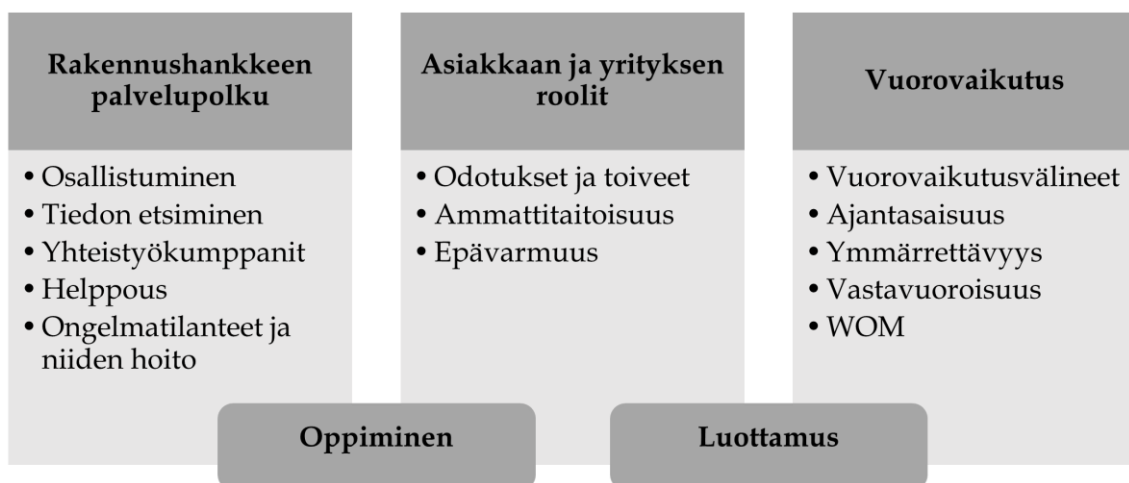 Rakennushankkeen
palvelupolku
• Osallistuminen
• Tiedon etsiminen
• Yhteistyökumppanit
• Helppous
• Ongelmatilanteet ja
niiden hoito
Asiakkaan ja yrityksen
roolit
• Odotukset ja toiveet
• Ammattitaitoisuus
• Epävarmuus
Vuorovaikutus
• Vuorovaikutusvälineet
• Ajantasaisuus
• Ymmärrettävyys
• Vastavuoroisuus
• WOM
Oppiminen
Luottamus